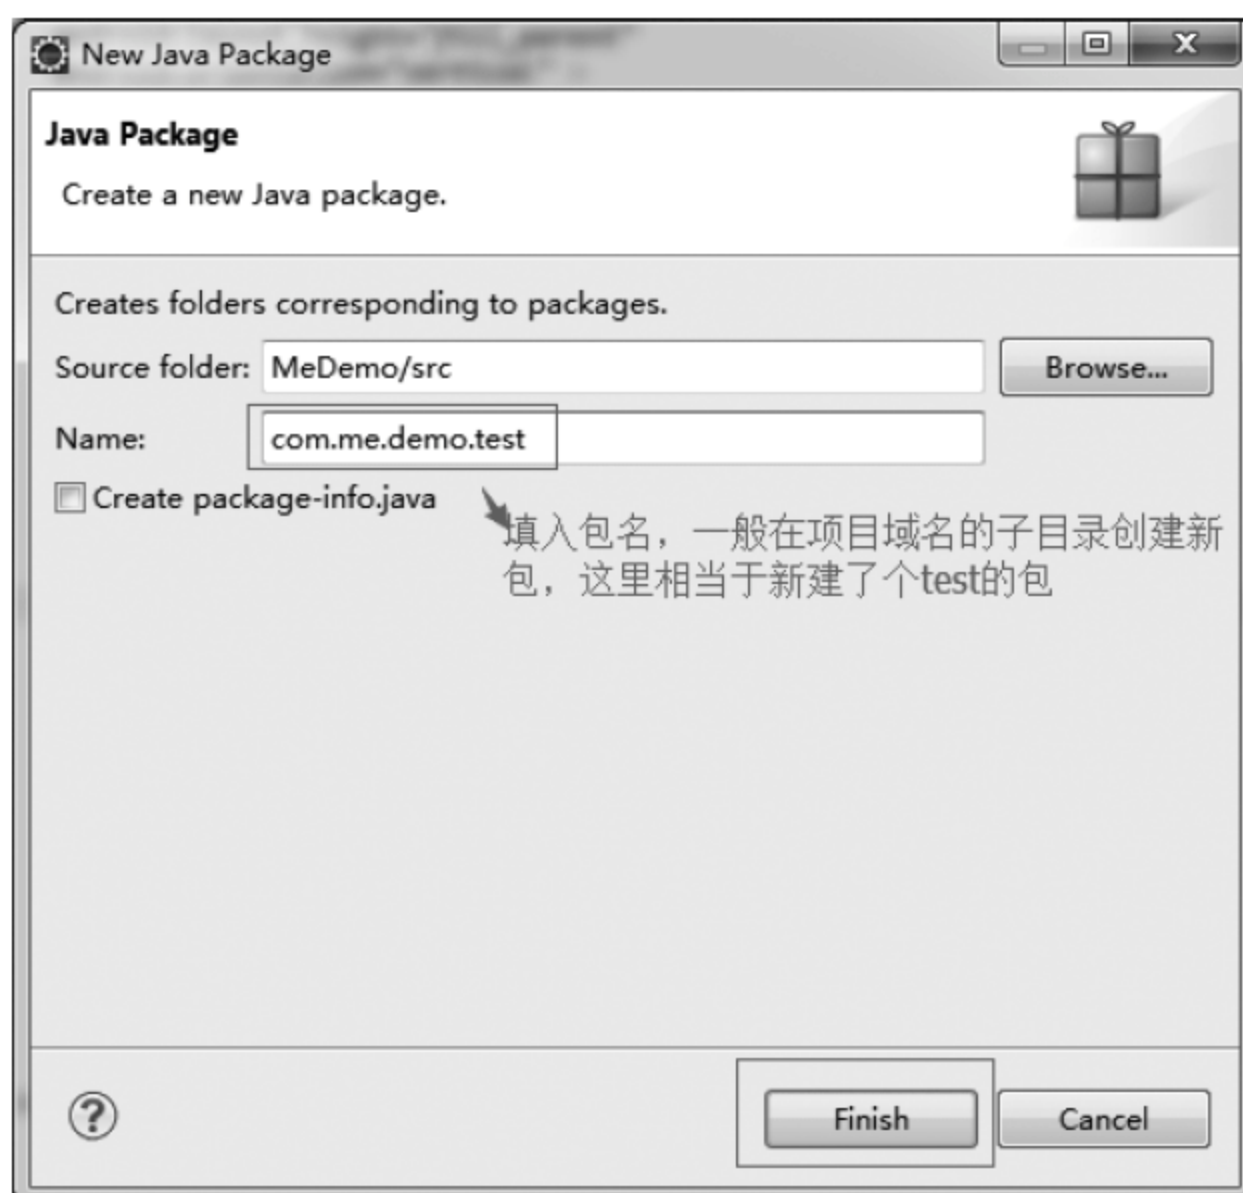 New Java Package
Java Package
Create a new Java package.
Creates folders corresponding to packages.
Source folder: MeDemo/src Browse...
Name: com.me.demo.test
Create package-info.java
填入包名，一般在项目域名的子目录创建新
包，这里相当于新建了个test的包
Finish Cancel